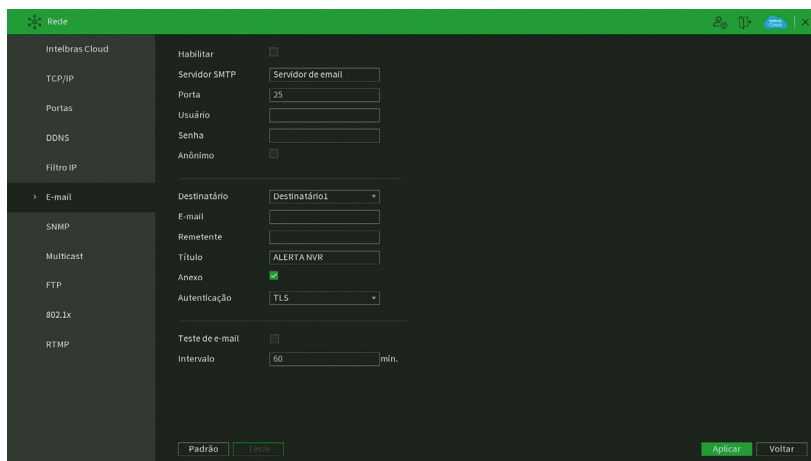 Rede
Intelbras Cloud
TCP/IP
Portas
DDNS
Filtro IP
E-mail
SNMP
Multicast
FTP
802.1x
RTMP
Habilitar
Servidor SMTP Servidor de email
Porta 25
Usuário
Senha
Anônimo
Destinatário Destinatário1
E-mail
Remetente
Título ALERTA NVR
Anexo
Autenticação TLS
Teste de e-mail
Intervalo 60 min.
Padrão Teste Aplicar Voltar